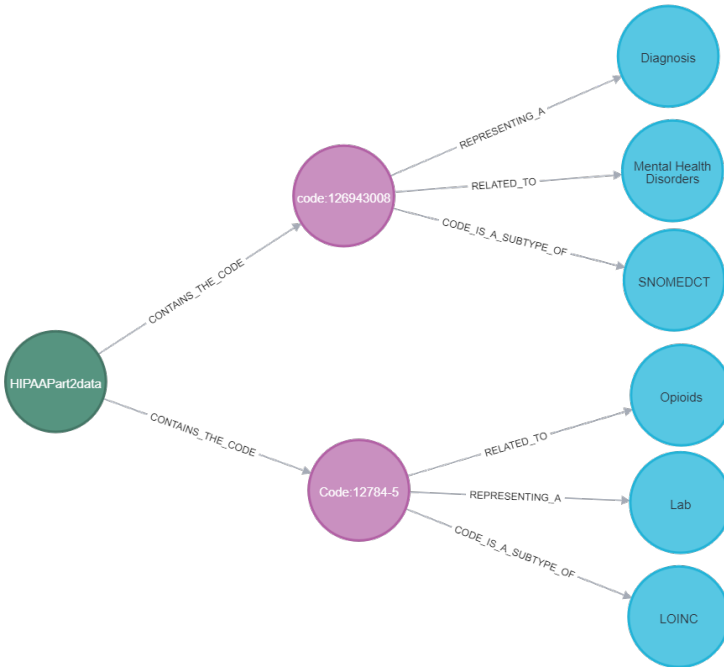 Diagnosis
REPRESENTING_A
Mental Health
Disorders
RELATED_TO
code:126943008
CODE_IS_A_SUBTYPE_OF
SNOMEDCT
CONTAINS_THE_CODE
HIPAAPart2data
CONTAINS_THE_CODE
Opioids
RELATED_TO
Code:12784-5
REPRESENTING_A
Lab
CODE_IS_A_SUBTYPE_OF
LOINC